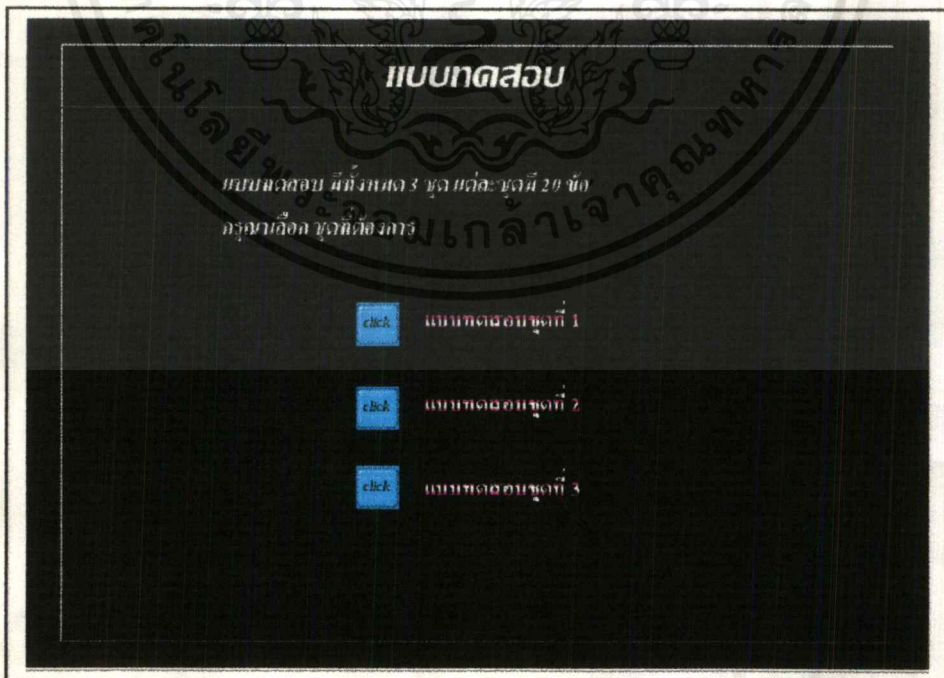 แบบทดสอบ
แบบทดสอบ มีทั้งหมด 3 ชุด แต่ละชุดมี 20 ข้อ
กรุณาเลือก ชุดที่ต้องการ
click แบบทดสอบชุดที่ 1
click แบบทดสอบชุดที่ 2
click แบบทดสอบชุดที่ 3